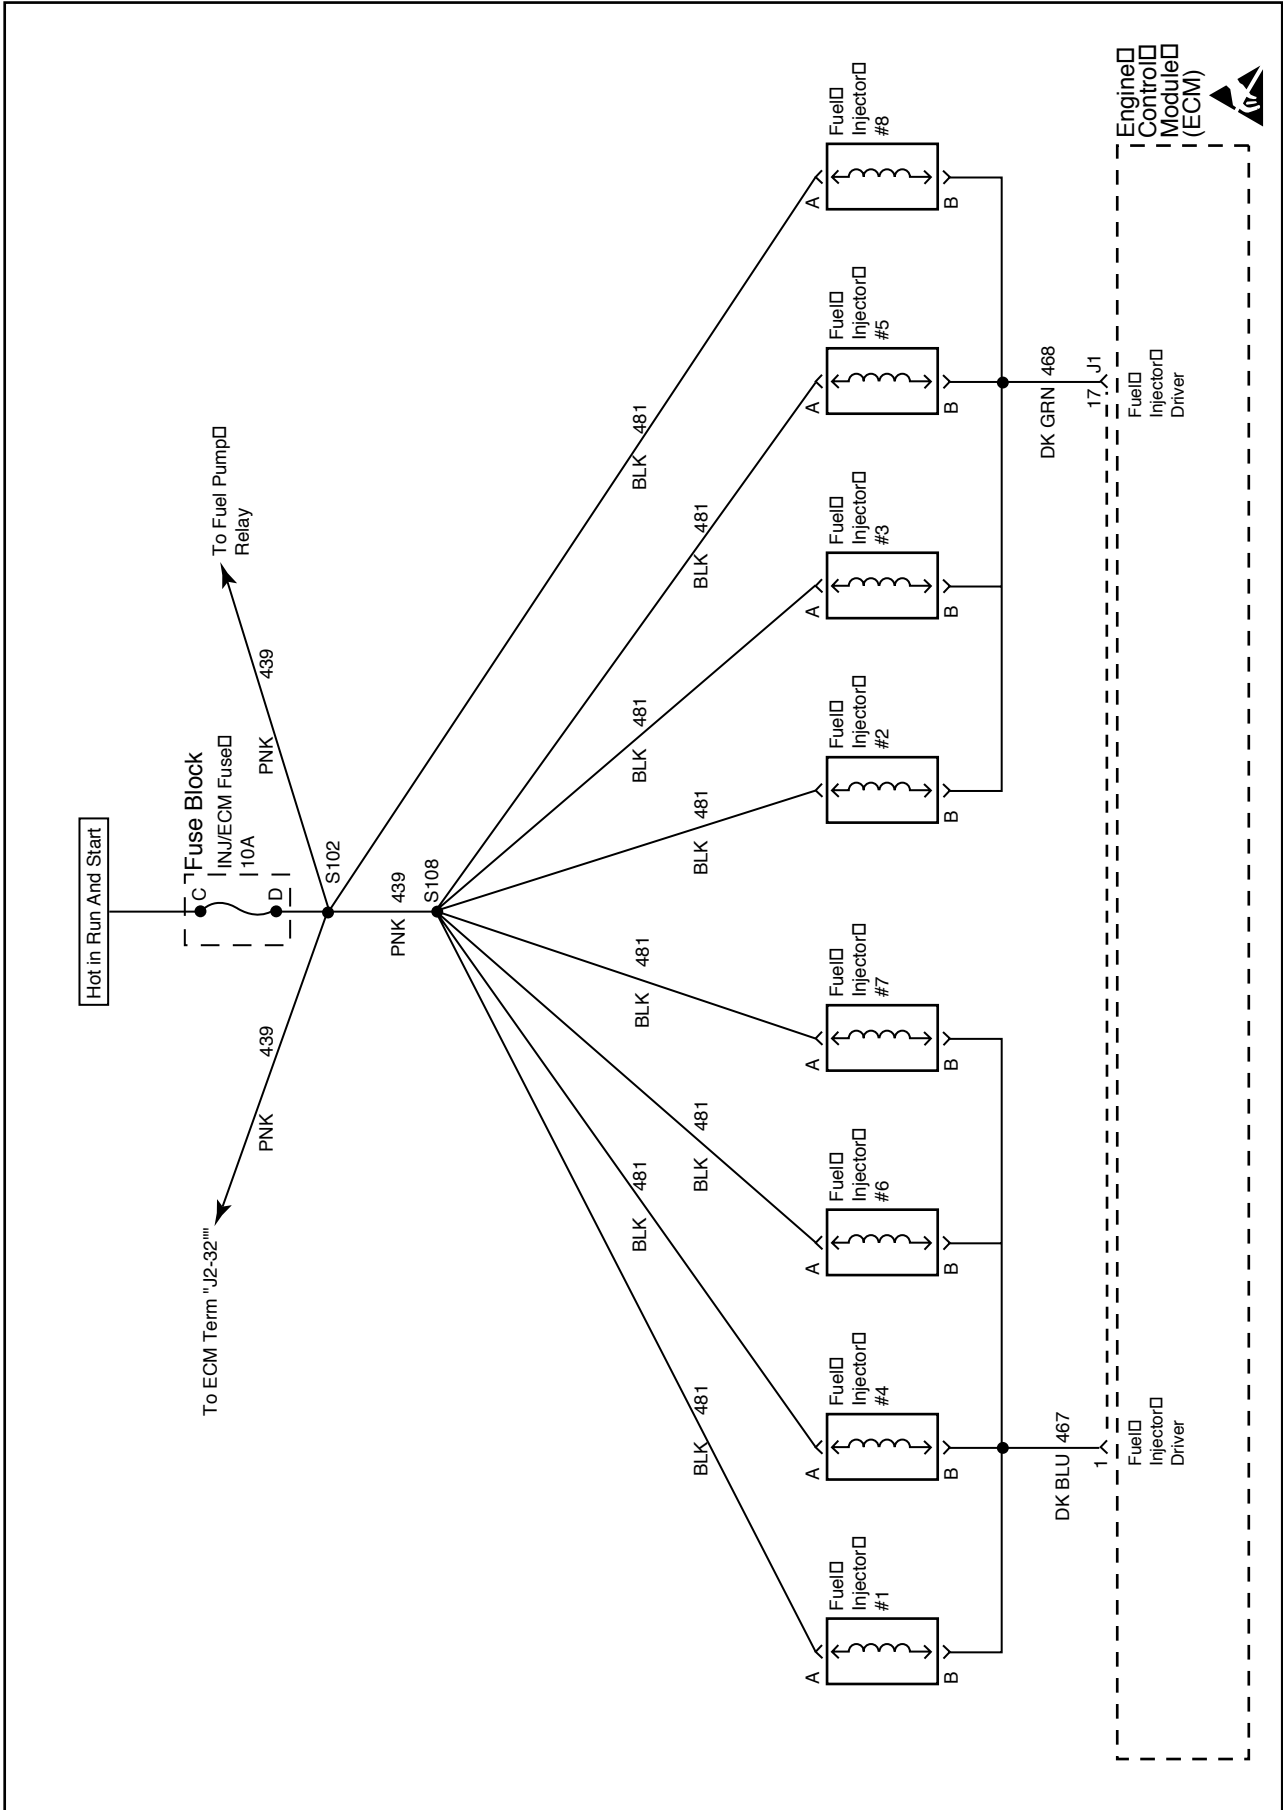 Hot in Run And Start
Fuse Block
INJ/ECM Fuse□
10A
C
D
To ECM Term "J2-32""
PNK
439
PNK
439
To Fuel Pump□
Relay
S102
PNK
439
S108
BLK
481
BLK
481
BLK
481
BLK
481
BLK
481
BLK
481
BLK
481
BLK
481
A
Fuel□
Injector□
#1
B
A
Fuel□
Injector□
#4
B
A
Fuel□
Injector□
#6
B
A
Fuel□
Injector□
#7
B
A
Fuel□
Injector□
#2
B
A
Fuel□
Injector□
#3
B
A
Fuel□
Injector□
#5
B
A
Fuel□
Injector□
#8
B
DK BLU 467
1
Fuel□
Injector□
Driver
DK GRN 468
17
J1
Fuel□
Injector□
Driver
Engine□
Control□
Module□
(ECM)